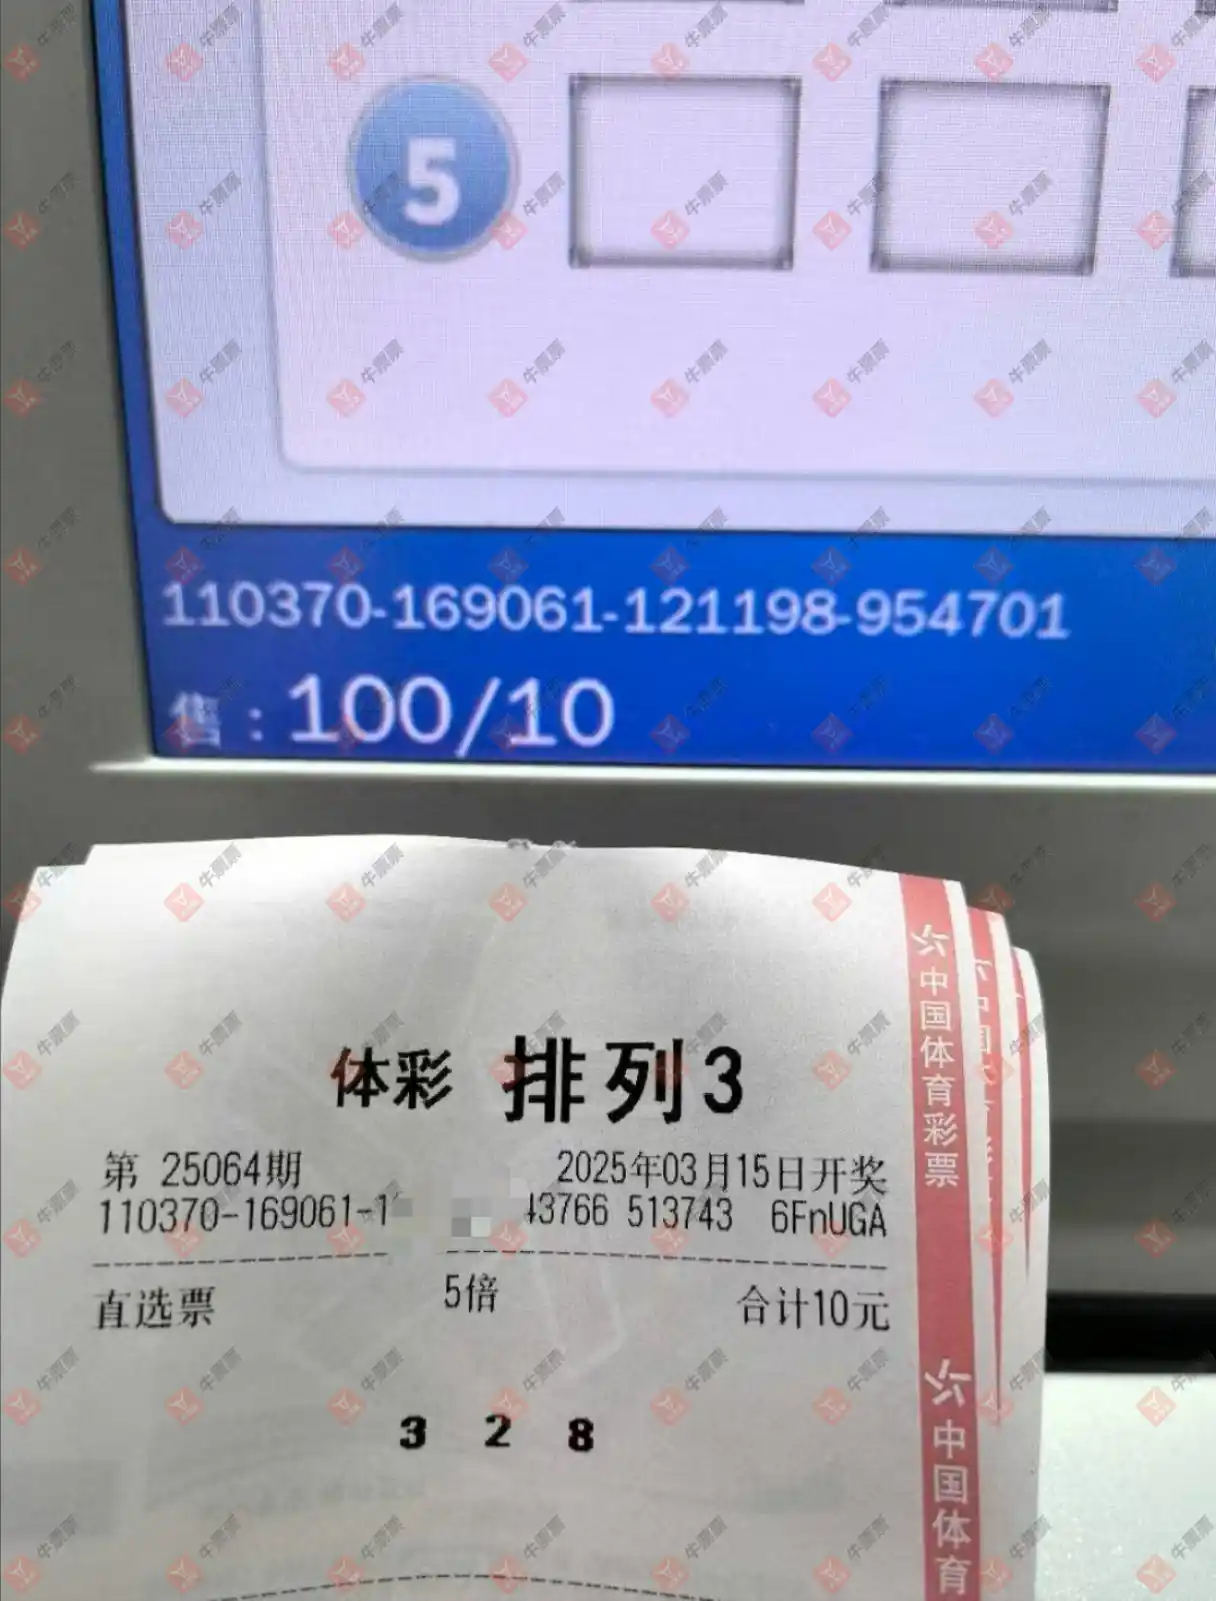 5
110370-169061-121198-954701
售：100/10
体彩 排列3
第 25064期 2025年03月15日开奖
110370-169061-1 43766 513743 6FnUGA
直选票 5倍 合计10元
3 2 8
中国体育彩票
中国体育
牛票票